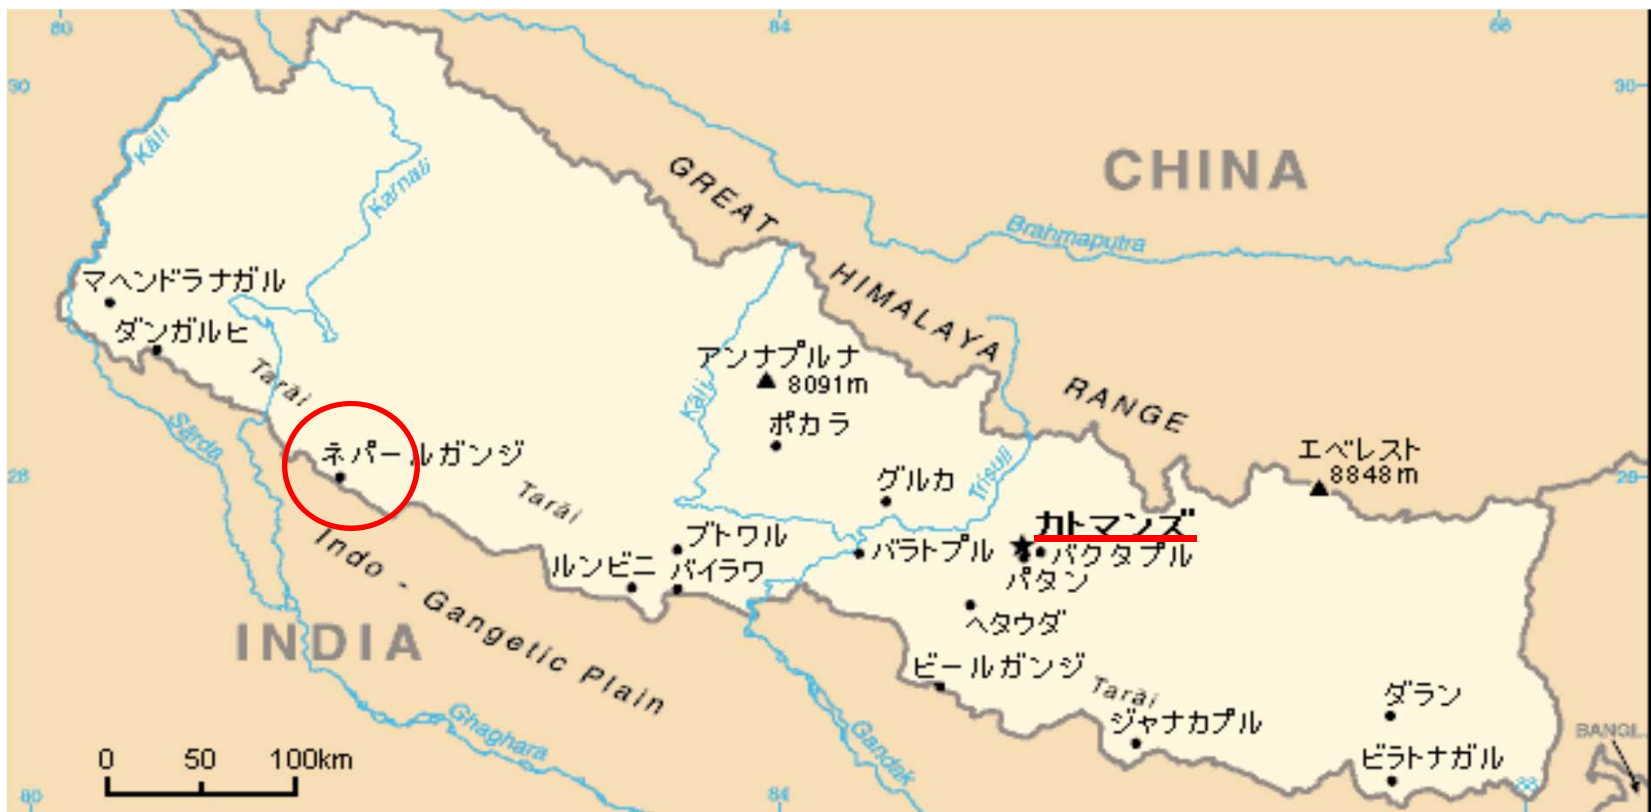 80
84
88
30
30
CHINA
GREAT
HIMALAYA
RANGE
Brahmaputra
Kāli
Karnali
マヘンドラナガル
ダンガルヒ
Tarāi
Sārda
ネパールガンジ
アンナプルナ
8091m
Kāli
ポカラ
グルカ
Trisuli
エベレスト
8848m
28
28
Tarāi
カトマンズ
バクタプル
パタン
ブトワル
バラトプル
ルンビニ
バイラワ
ヘタウダ
INDIA
Indo - Gangetic Plain
ビールガンジ
Tarāi
ダラン
ジャナカプル
ビラトナガル
Ghaghara
Gandak
0 50 100km
80
84
88